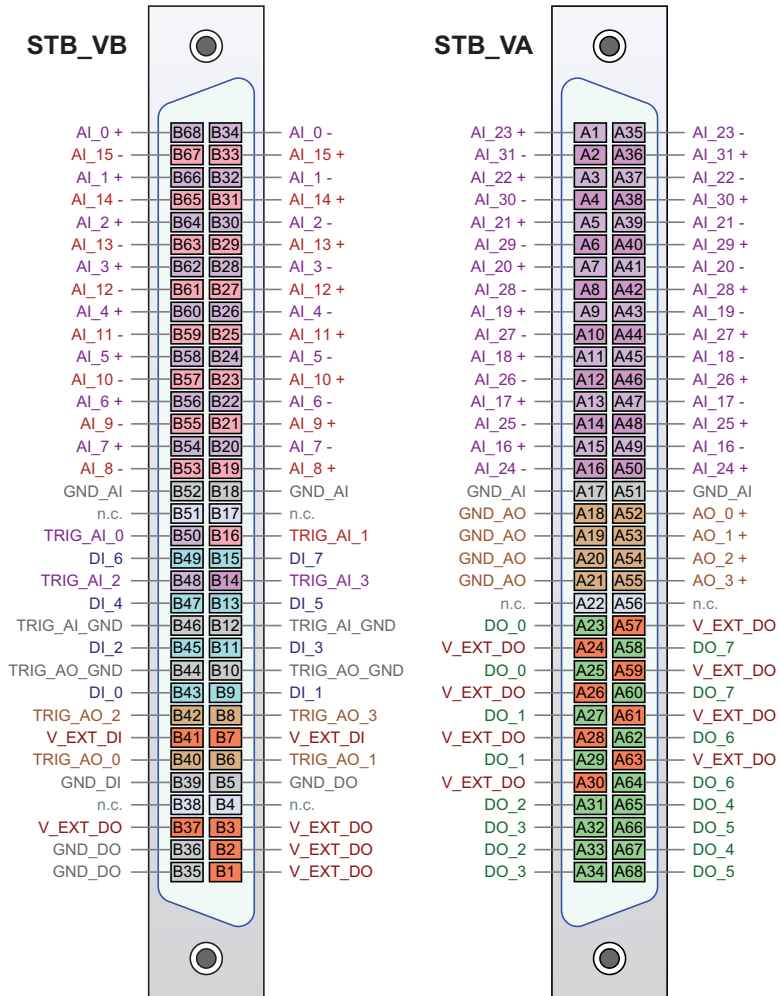 STB_VB STB_VA
AI_0 + B68 B34 AI_0 - AI_23 + A1 A35 AI_23 -
AI_15 - B67 B33 AI_15 + AI_31 - A2 A36 AI_31 +
AI_1 + B66 B32 AI_1 - AI_22 + A3 A37 AI_22 -
AI_14 - B65 B31 AI_14 + AI_30 - A4 A38 AI_30 +
AI_2 + B64 B30 AI_2 - AI_21 + A5 A39 AI_21 -
AI_13 - B63 B29 AI_13 + AI_29 - A6 A40 AI_29 +
AI_3 + B62 B28 AI_3 - AI_20 + A7 A41 AI_20 -
AI_12 - B61 B27 AI_12 + AI_28 - A8 A42 AI_28 +
AI_4 + B60 B26 AI_4 - AI_19 + A9 A43 AI_19 -
AI_11 - B59 B25 AI_11 + AI_27 - A10 A44 AI_27 +
AI_5 + B58 B24 AI_5 - AI_18 + A11 A45 AI_18 -
AI_10 - B57 B23 AI_10 + AI_26 - A12 A46 AI_26 +
AI_6 + B56 B22 AI_6 - AI_17 + A13 A47 AI_17 -
AI_9 - B55 B21 AI_9 + AI_25 - A14 A48 AI_25 +
AI_7 + B54 B20 AI_7 - AI_16 + A15 A49 AI_16 -
AI_8 - B53 B19 AI_8 + AI_24 - A16 A50 AI_24 +
GND_AI B52 B18 GND_AI GND_AI A17 A51 GND_AI
n.c. B51 B17 n.c. GND_AO A18 A52 AO_0 +
TRIG_AI_0 B50 B16 TRIG_AI_1 GND_AO A19 A53 AO_1 +
DI_6 B49 B15 DI_7 GND_AO A20 A54 AO_2 +
TRIG_AI_2 B48 B14 TRIG_AI_3 GND_AO A21 A55 AO_3 +
DI_4 B47 B13 DI_5 n.c. A22 A56 n.c.
TRIG_AI_GND B46 B12 TRIG_AI_GND DO_0 A23 A57 V_EXT_DO
DI_2 B45 B11 DI_3 V_EXT_DO A24 A58 DO_7
TRIG_AO_GND B44 B10 TRIG_AO_GND DO_0 A25 A59 V_EXT_DO
DI_0 B43 B9 DI_1 V_EXT_DO A26 A60 DO_7
TRIG_AO_2 B42 B8 TRIG_AO_3 DO_1 A27 A61 V_EXT_DO
V_EXT_DI B41 B7 V_EXT_DI V_EXT_DO A28 A62 DO_6
TRIG_AO_0 B40 B6 TRIG_AO_1 DO_1 A29 A63 V_EXT_DO
GND_DI B39 B5 GND_DO V_EXT_DO A30 A64 DO_6
n.c. B38 B4 n.c. DO_2 A31 A65 DO_4
V_EXT_DO B37 B3 V_EXT_DO DO_3 A32 A66 DO_5
GND_DO B36 B2 V_EXT_DO DO_2 A33 A67 DO_4
GND_DO B35 B1 V_EXT_DO DO_3 A34 A68 DO_5